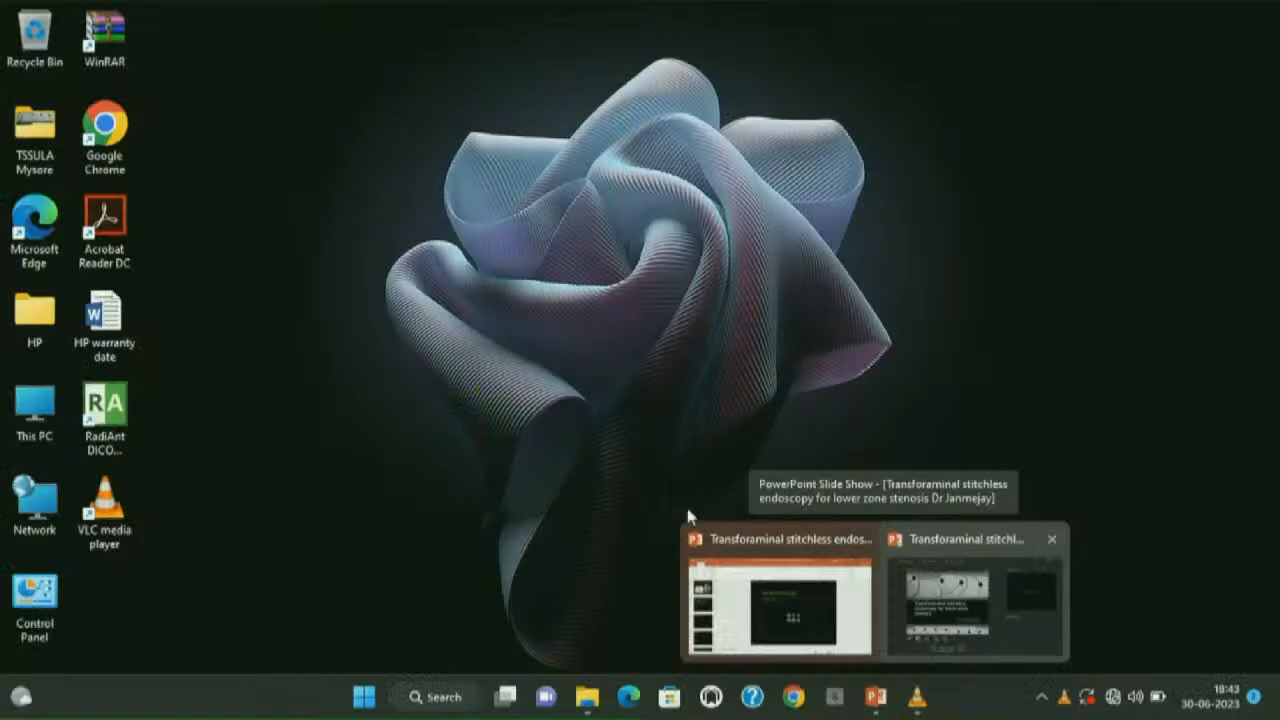 Recycle Bin
WinRAR
TSSULA
Mysore
Google
Chrome
Microsoft
Edge
Acrobat
Reader DC
HP
HP warranty
date
This PC
RadiAnt
DICO...
Network
VLC media
player
Control
Panel
PowerPoint Slide Show - [Transforaminal stitchless
endoscopy for lower zone stenosis Dr Janmejay]
Transforaminal stitchless endos...
Transforaminal stitchl...
Search
18:43
30-06-2023